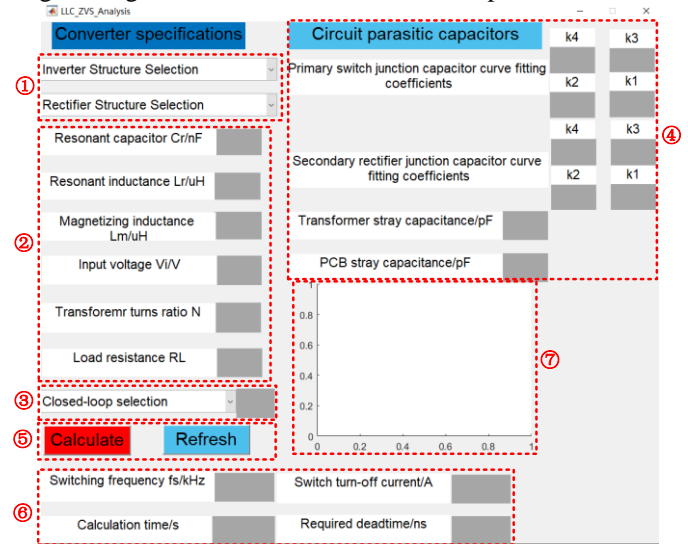 LLC_ZVS_Analysis
Converter specifications
Circuit parasitic capacitors
①
Inverter Structure Selection
Rectifier Structure Selection
②
Resonant capacitor Cr/nF
Resonant inductance Lr/uH
Magnetizing inductance
Lm/uH
Input voltage Vi/V
Transforemr turns ratio N
Load resistance RL
③
Closed-loop selection
④
k4 k3
Primary switch junction capacitor curve fitting
coefficients
k2 k1
k4 k3
Secondary rectifier junction capacitor curve
fitting coefficients
k2 k1
Transformer stray capacitance/pF
PCB stray capacitance/pF
⑤
Calculate
Refresh
⑦
1
0.8
0.6
0.4
0.2
0
0 0.2 0.4 0.6 0.8 1
⑥
Switching frequency fs/kHz
Switch turn-off current/A
Calculation time/s
Required deadtime/ns